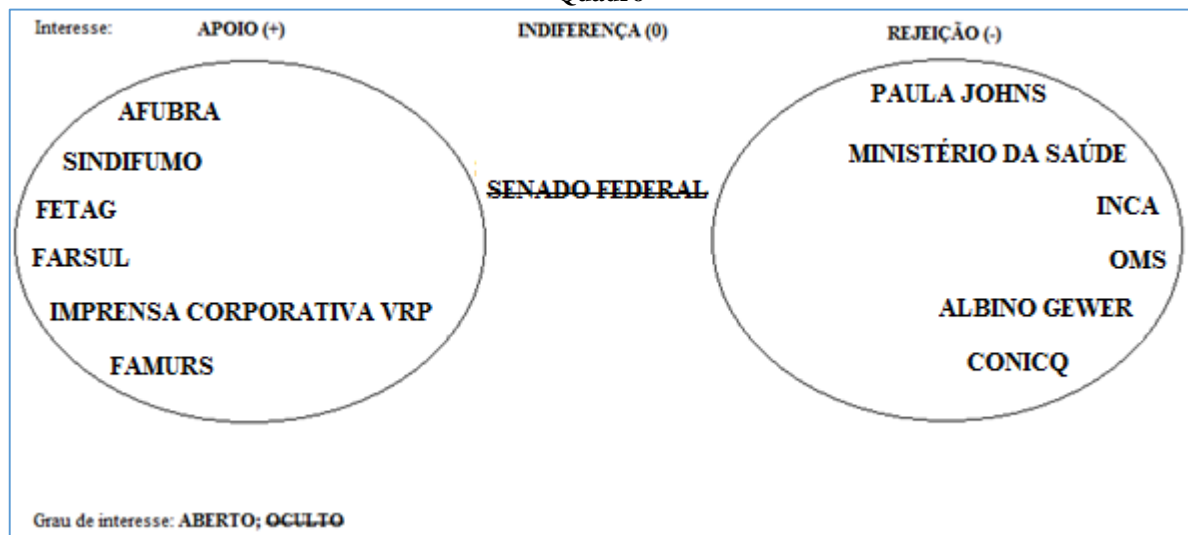 Quadro
Interesse: APOIO (+) INDIFERENÇA (0) REJEIÇÃO (-)
AFUBRA
SINDIFUMO
FETAG
FARSUL
IMPRENSA CORPORATIVA VRP
FAMURS
SENADO FEDERAL
PAULA JOHNS
MINISTÉRIO DA SAÚDE
INCA
OMS
ALBINO GEWER
CONICQ
Grau de interesse: ABERTO; OCULTO